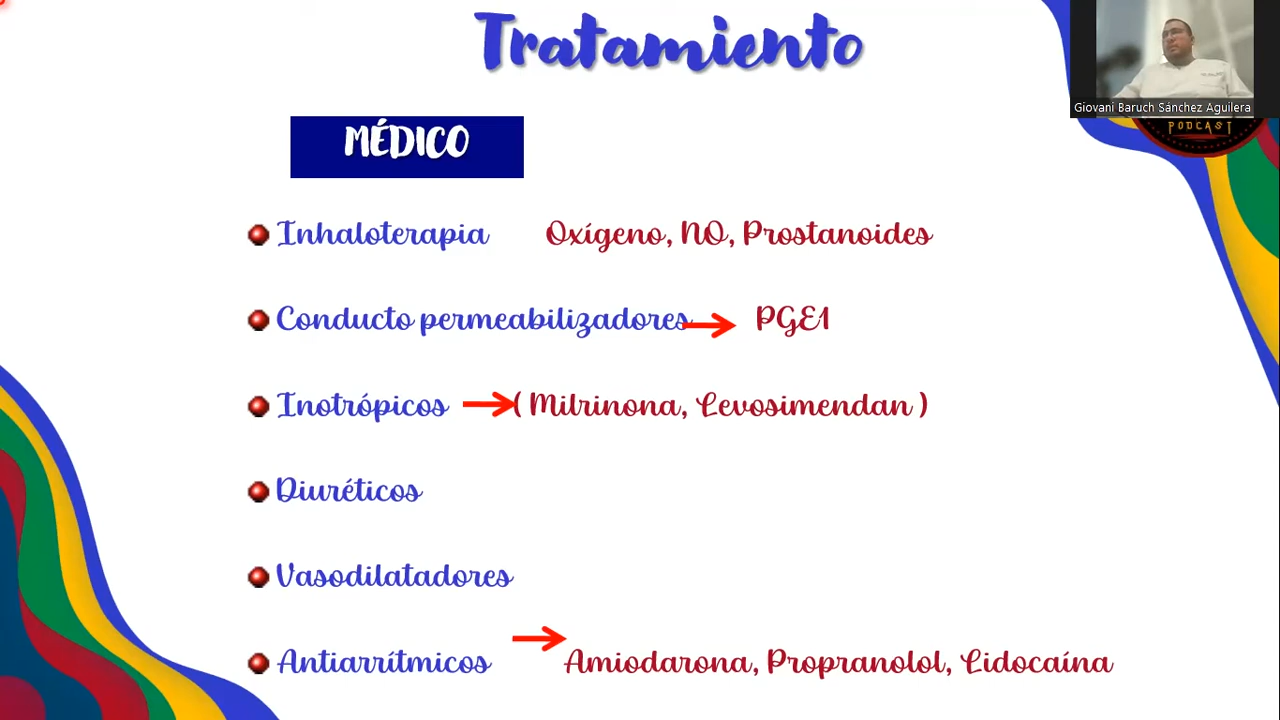 Tratamiento
Giovani Baruch Sánchez Aguilera
PODCAST
MÉDICO
Inhaloterapia Oxígeno, NO, Prostanoides
Conducto permeabilizadores PGE1
Inotrópicos ( Milrinona, Levosimendan )
Diuréticos
Vasodilatadores
Antiarrítmicos Amiodarona, Propranolol, Lidocaína